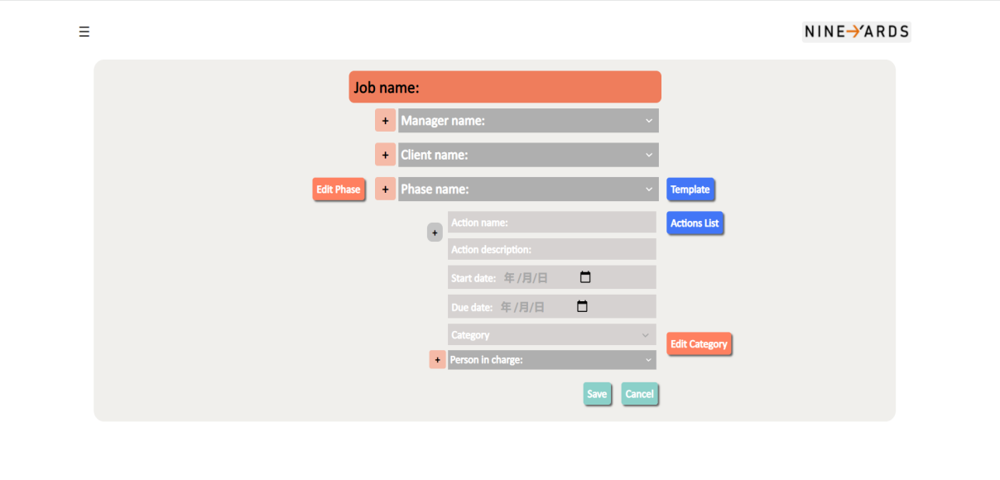 ☰
NINE→YARDS
Job name:
+ Manager name:
+ Client name:
Edit Phase + Phase name: Template
+ Action name: Actions List
Action description:
Start date: 年 /月/日
Due date: 年 /月/日
Category
Edit Category
+ Person in charge:
Save Cancel